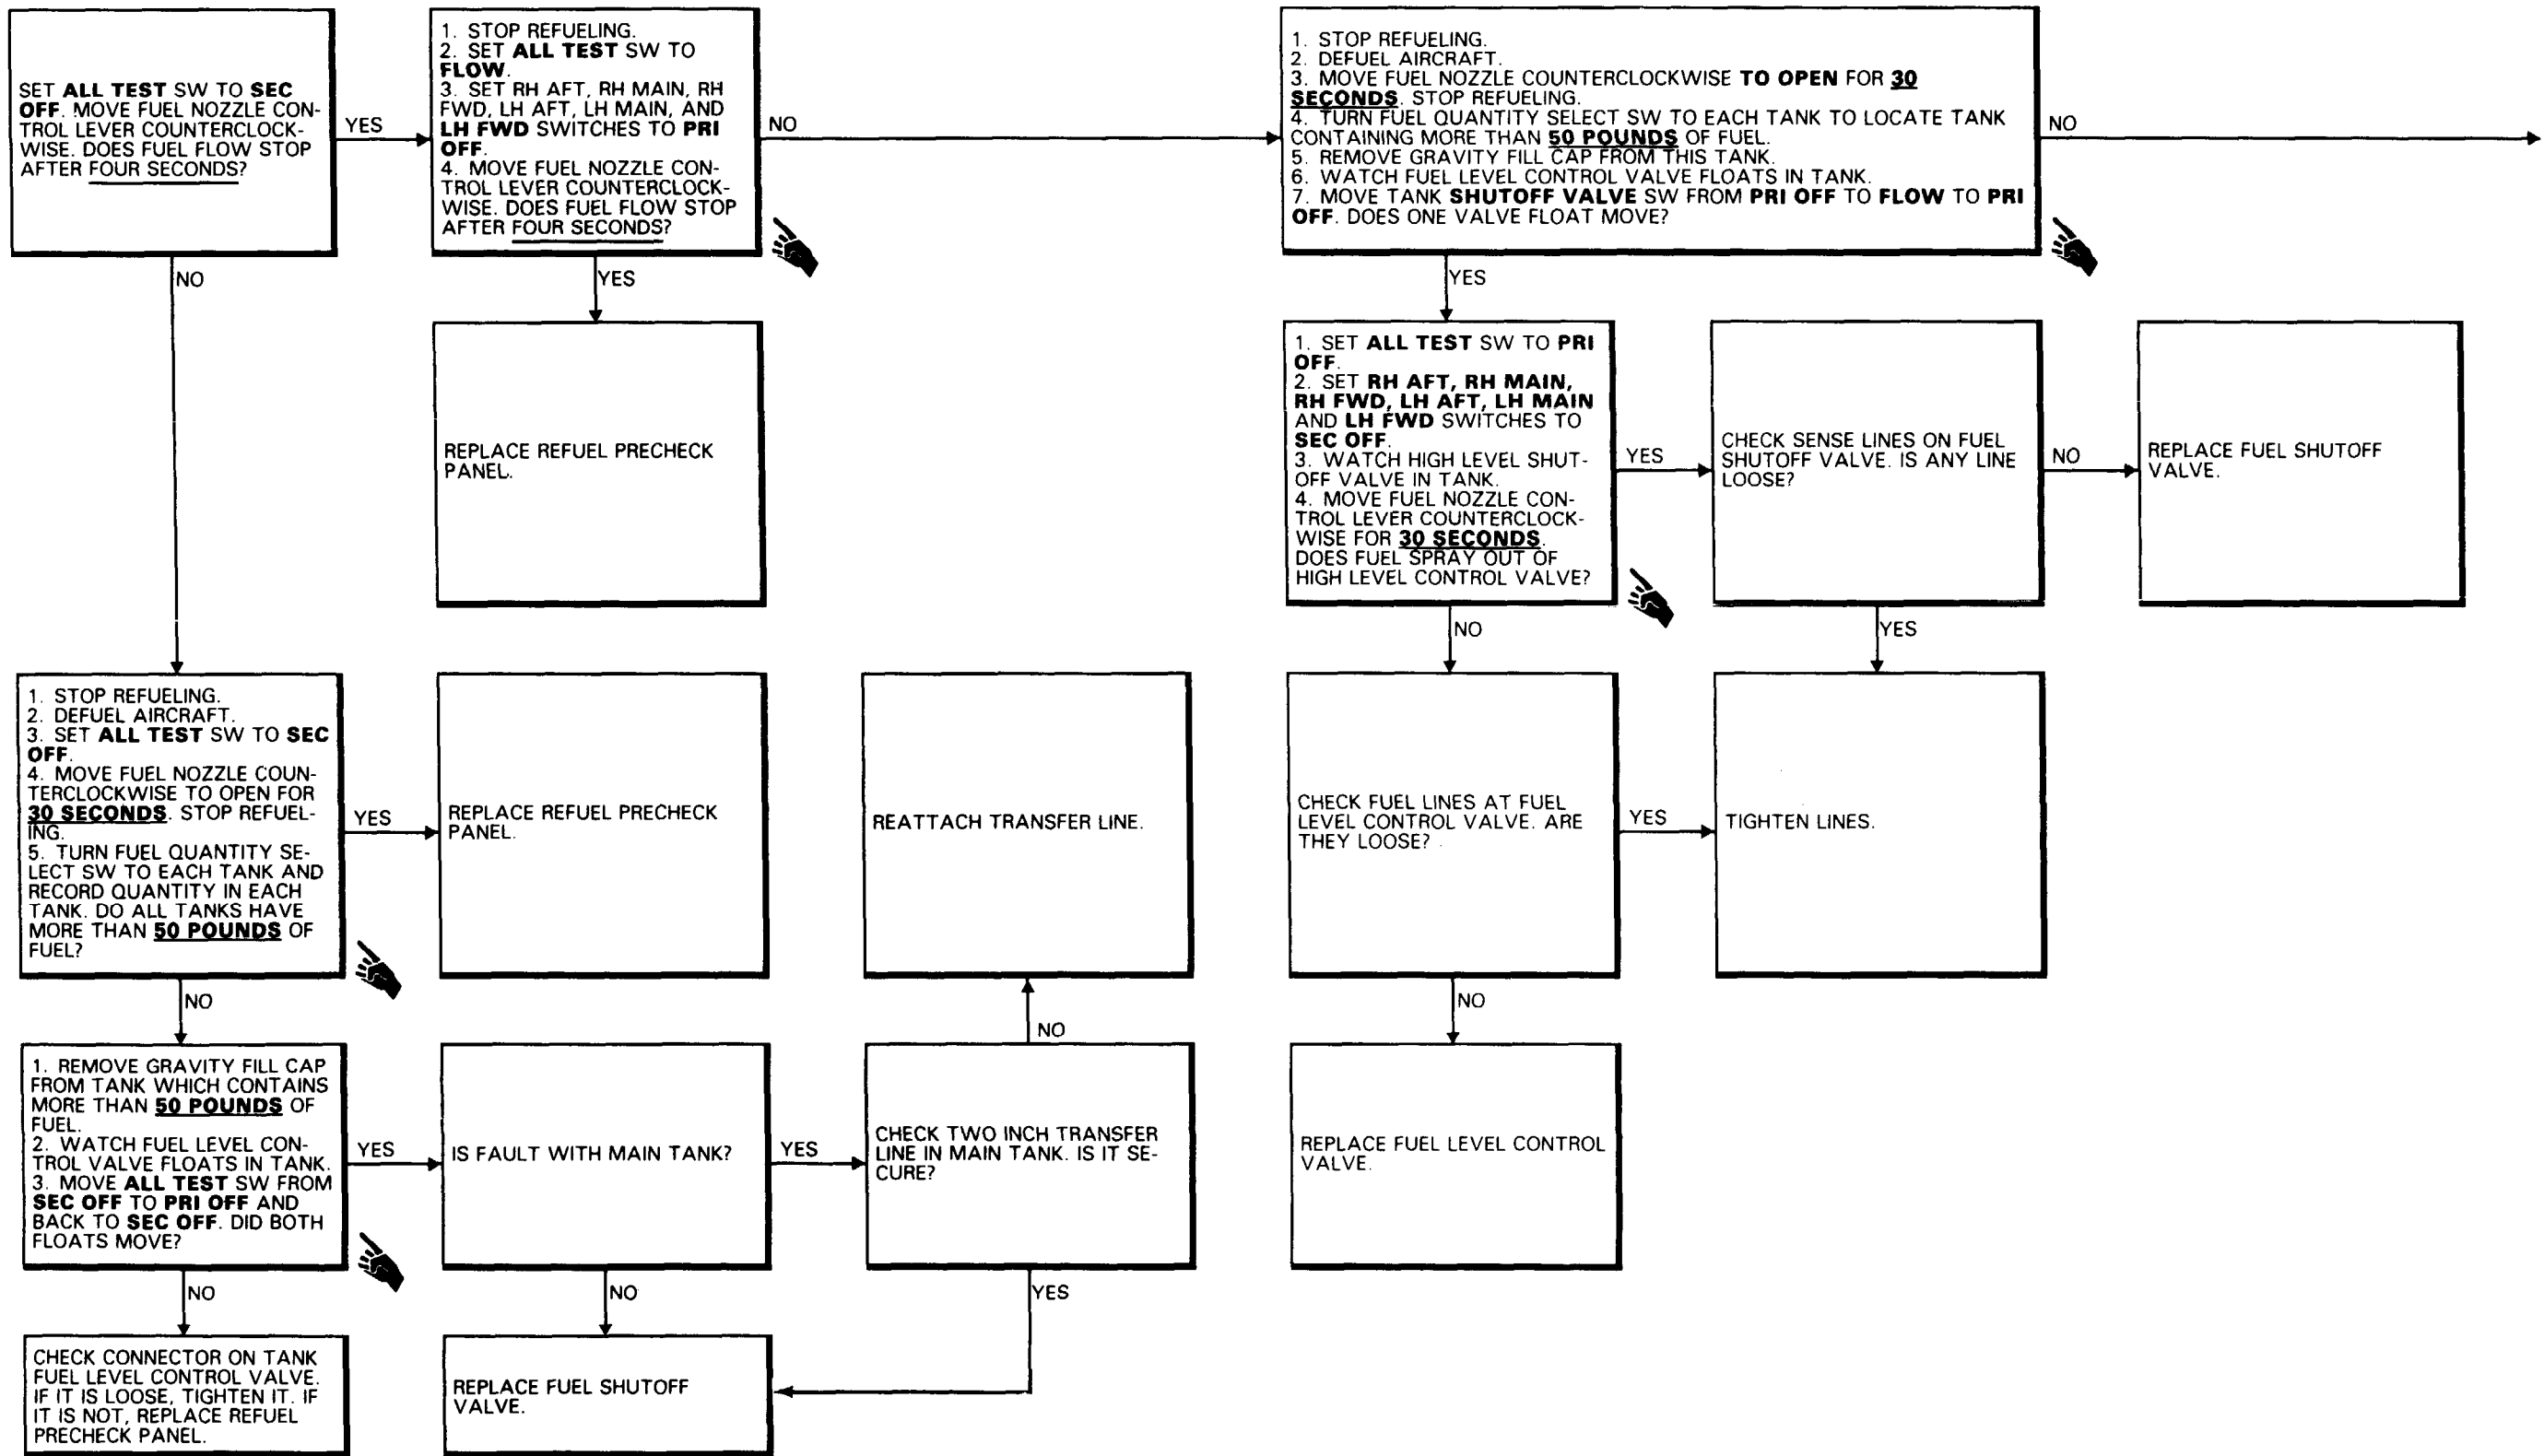 SET ALL TEST SW TO SEC
OFF. MOVE FUEL NOZZLE CON-
TROL LEVER COUNTERCLOCK-
WISE. DOES FUEL FLOW STOP
AFTER FOUR SECONDS?
YES
NO
1. STOP REFUELING.
2. SET ALL TEST SW TO
FLOW.
3. SET RH AFT, RH MAIN, RH
FWD, LH AFT, LH MAIN, AND
LH FWD SWITCHES TO PRI
OFF.
4. MOVE FUEL NOZZLE CON-
TROL LEVER COUNTERCLOCK-
WISE. DOES FUEL FLOW STOP
AFTER FOUR SECONDS?
NO
YES
1. STOP REFUELING.
2. DEFUEL AIRCRAFT.
3. MOVE FUEL NOZZLE COUNTERCLOCKWISE TO OPEN FOR 30
SECONDS. STOP REFUELING.
4. TURN FUEL QUANTITY SELECT SW TO EACH TANK TO LOCATE TANK
CONTAINING MORE THAN 50 POUNDS OF FUEL.
5. REMOVE GRAVITY FILL CAP FROM THIS TANK.
6. WATCH FUEL LEVEL CONTROL VALVE FLOATS IN TANK.
7. MOVE TANK SHUTOFF VALVE SW FROM PRI OFF TO FLOW TO PRI
OFF. DOES ONE VALVE FLOAT MOVE?
NO
YES
REPLACE REFUEL PRECHECK
PANEL.
1. SET ALL TEST SW TO PRI
OFF.
2. SET RH AFT, RH MAIN,
RH FWD, LH AFT, LH MAIN
AND LH FWD SWITCHES TO
SEC OFF.
3. WATCH HIGH LEVEL SHUT-
OFF VALVE IN TANK.
4. MOVE FUEL NOZZLE CON-
TROL LEVER COUNTERCLOCK-
WISE FOR 30 SECONDS.
DOES FUEL SPRAY OUT OF
HIGH LEVEL CONTROL VALVE?
YES
NO
CHECK SENSE LINES ON FUEL
SHUTOFF VALVE. IS ANY LINE
LOOSE?
NO
YES
REPLACE FUEL SHUTOFF
VALVE.
1. STOP REFUELING.
2. DEFUEL AIRCRAFT.
3. SET ALL TEST SW TO SEC
OFF.
4. MOVE FUEL NOZZLE COUN-
TERCLOCKWISE TO OPEN FOR
30 SECONDS. STOP REFUEL-
ING.
5. TURN FUEL QUANTITY SE-
LECT SW TO EACH TANK AND
RECORD QUANTITY IN EACH
TANK. DO ALL TANKS HAVE
MORE THAN 50 POUNDS OF
FUEL?
YES
NO
REPLACE REFUEL PRECHECK
PANEL.
REATTACH TRANSFER LINE.
CHECK FUEL LINES AT FUEL
LEVEL CONTROL VALVE. ARE
THEY LOOSE?
YES
NO
TIGHTEN LINES.
1. REMOVE GRAVITY FILL CAP
FROM TANK WHICH CONTAINS
MORE THAN 50 POUNDS OF
FUEL.
2. WATCH FUEL LEVEL CON-
TROL VALVE FLOATS IN TANK.
3. MOVE ALL TEST SW FROM
SEC OFF TO PRI OFF AND
BACK TO SEC OFF. DID BOTH
FLOATS MOVE?
YES
NO
IS FAULT WITH MAIN TANK?
YES
NO
NO
CHECK TWO INCH TRANSFER
LINE IN MAIN TANK. IS IT SE-
CURE?
YES
REPLACE FUEL LEVEL CONTROL
VALVE.
CHECK CONNECTOR ON TANK
FUEL LEVEL CONTROL VALVE.
IF IT IS LOOSE, TIGHTEN IT. IF
IT IS NOT, REPLACE REFUEL
PRECHECK PANEL.
REPLACE FUEL SHUTOFF
VALVE.